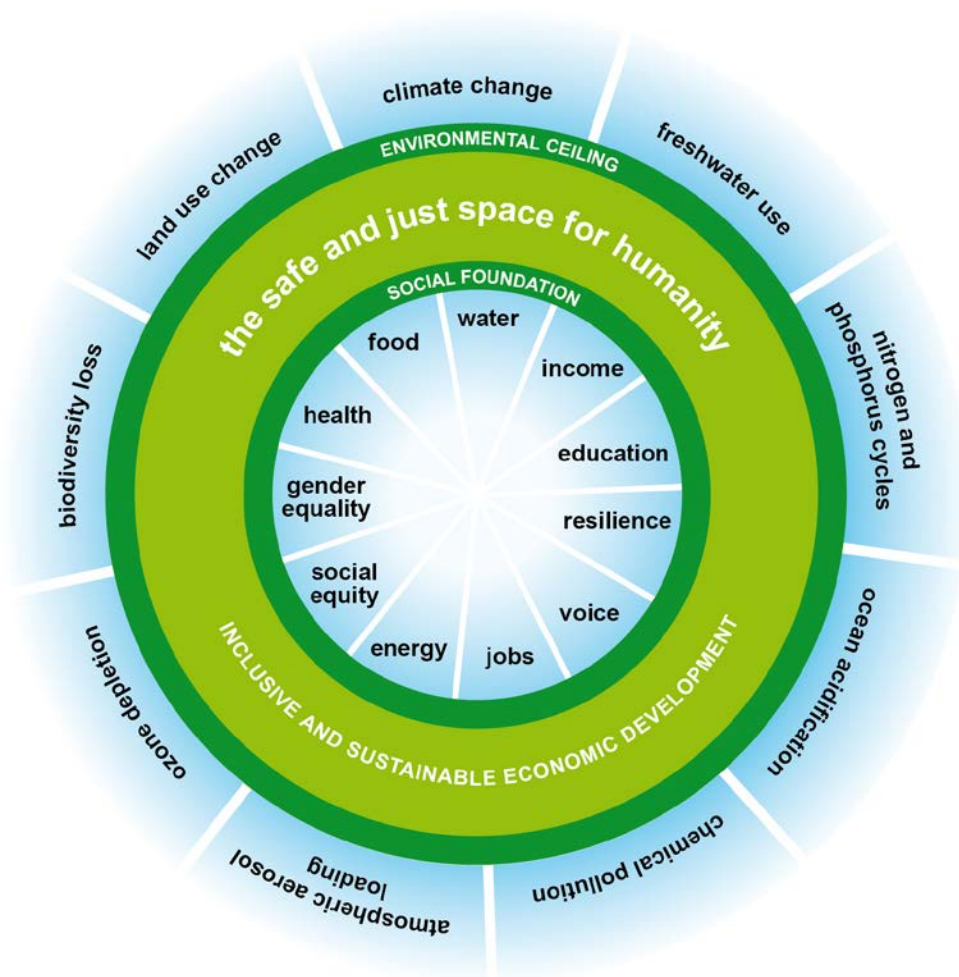 climate change
freshwater use
nitrogen and
phosphorus cycles
ocean acidification
chemical pollution
atmospheric aerosol
loading
ozone depletion
biodiversity loss
land use change
ENVIRONMENTAL CEILING
the safe and just space for humanity
SOCIAL FOUNDATION
water
income
education
resilience
voice
jobs
energy
social
equity
gender
equality
health
food
INCLUSIVE AND SUSTAINABLE ECONOMIC DEVELOPMENT